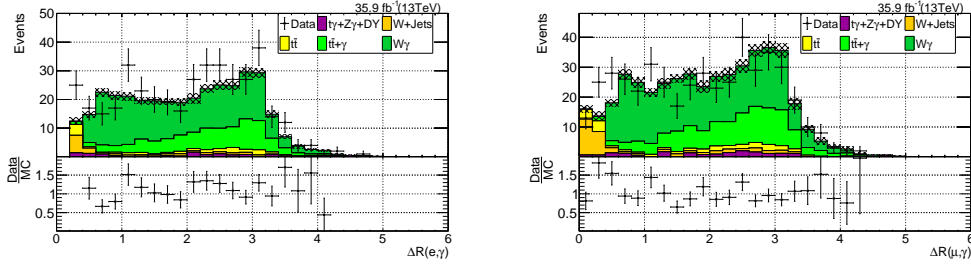 35.9 fb⁻¹(13TeV)
Events
50
40
30
20
10
Data tγ+Zγ+DY W+Jets
tt̄ tt̄+γ Wγ
Data
MC
1.5
1
0.5
0 1 2 3 4 5 6
ΔR(e,γ)
35.9 fb⁻¹(13TeV)
Events
40
30
20
10
Data tγ+Zγ+DY W+Jets
tt̄ tt̄+γ Wγ
Data
MC
1.5
1
0.5
0 1 2 3 4 5 6
ΔR(μ,γ)